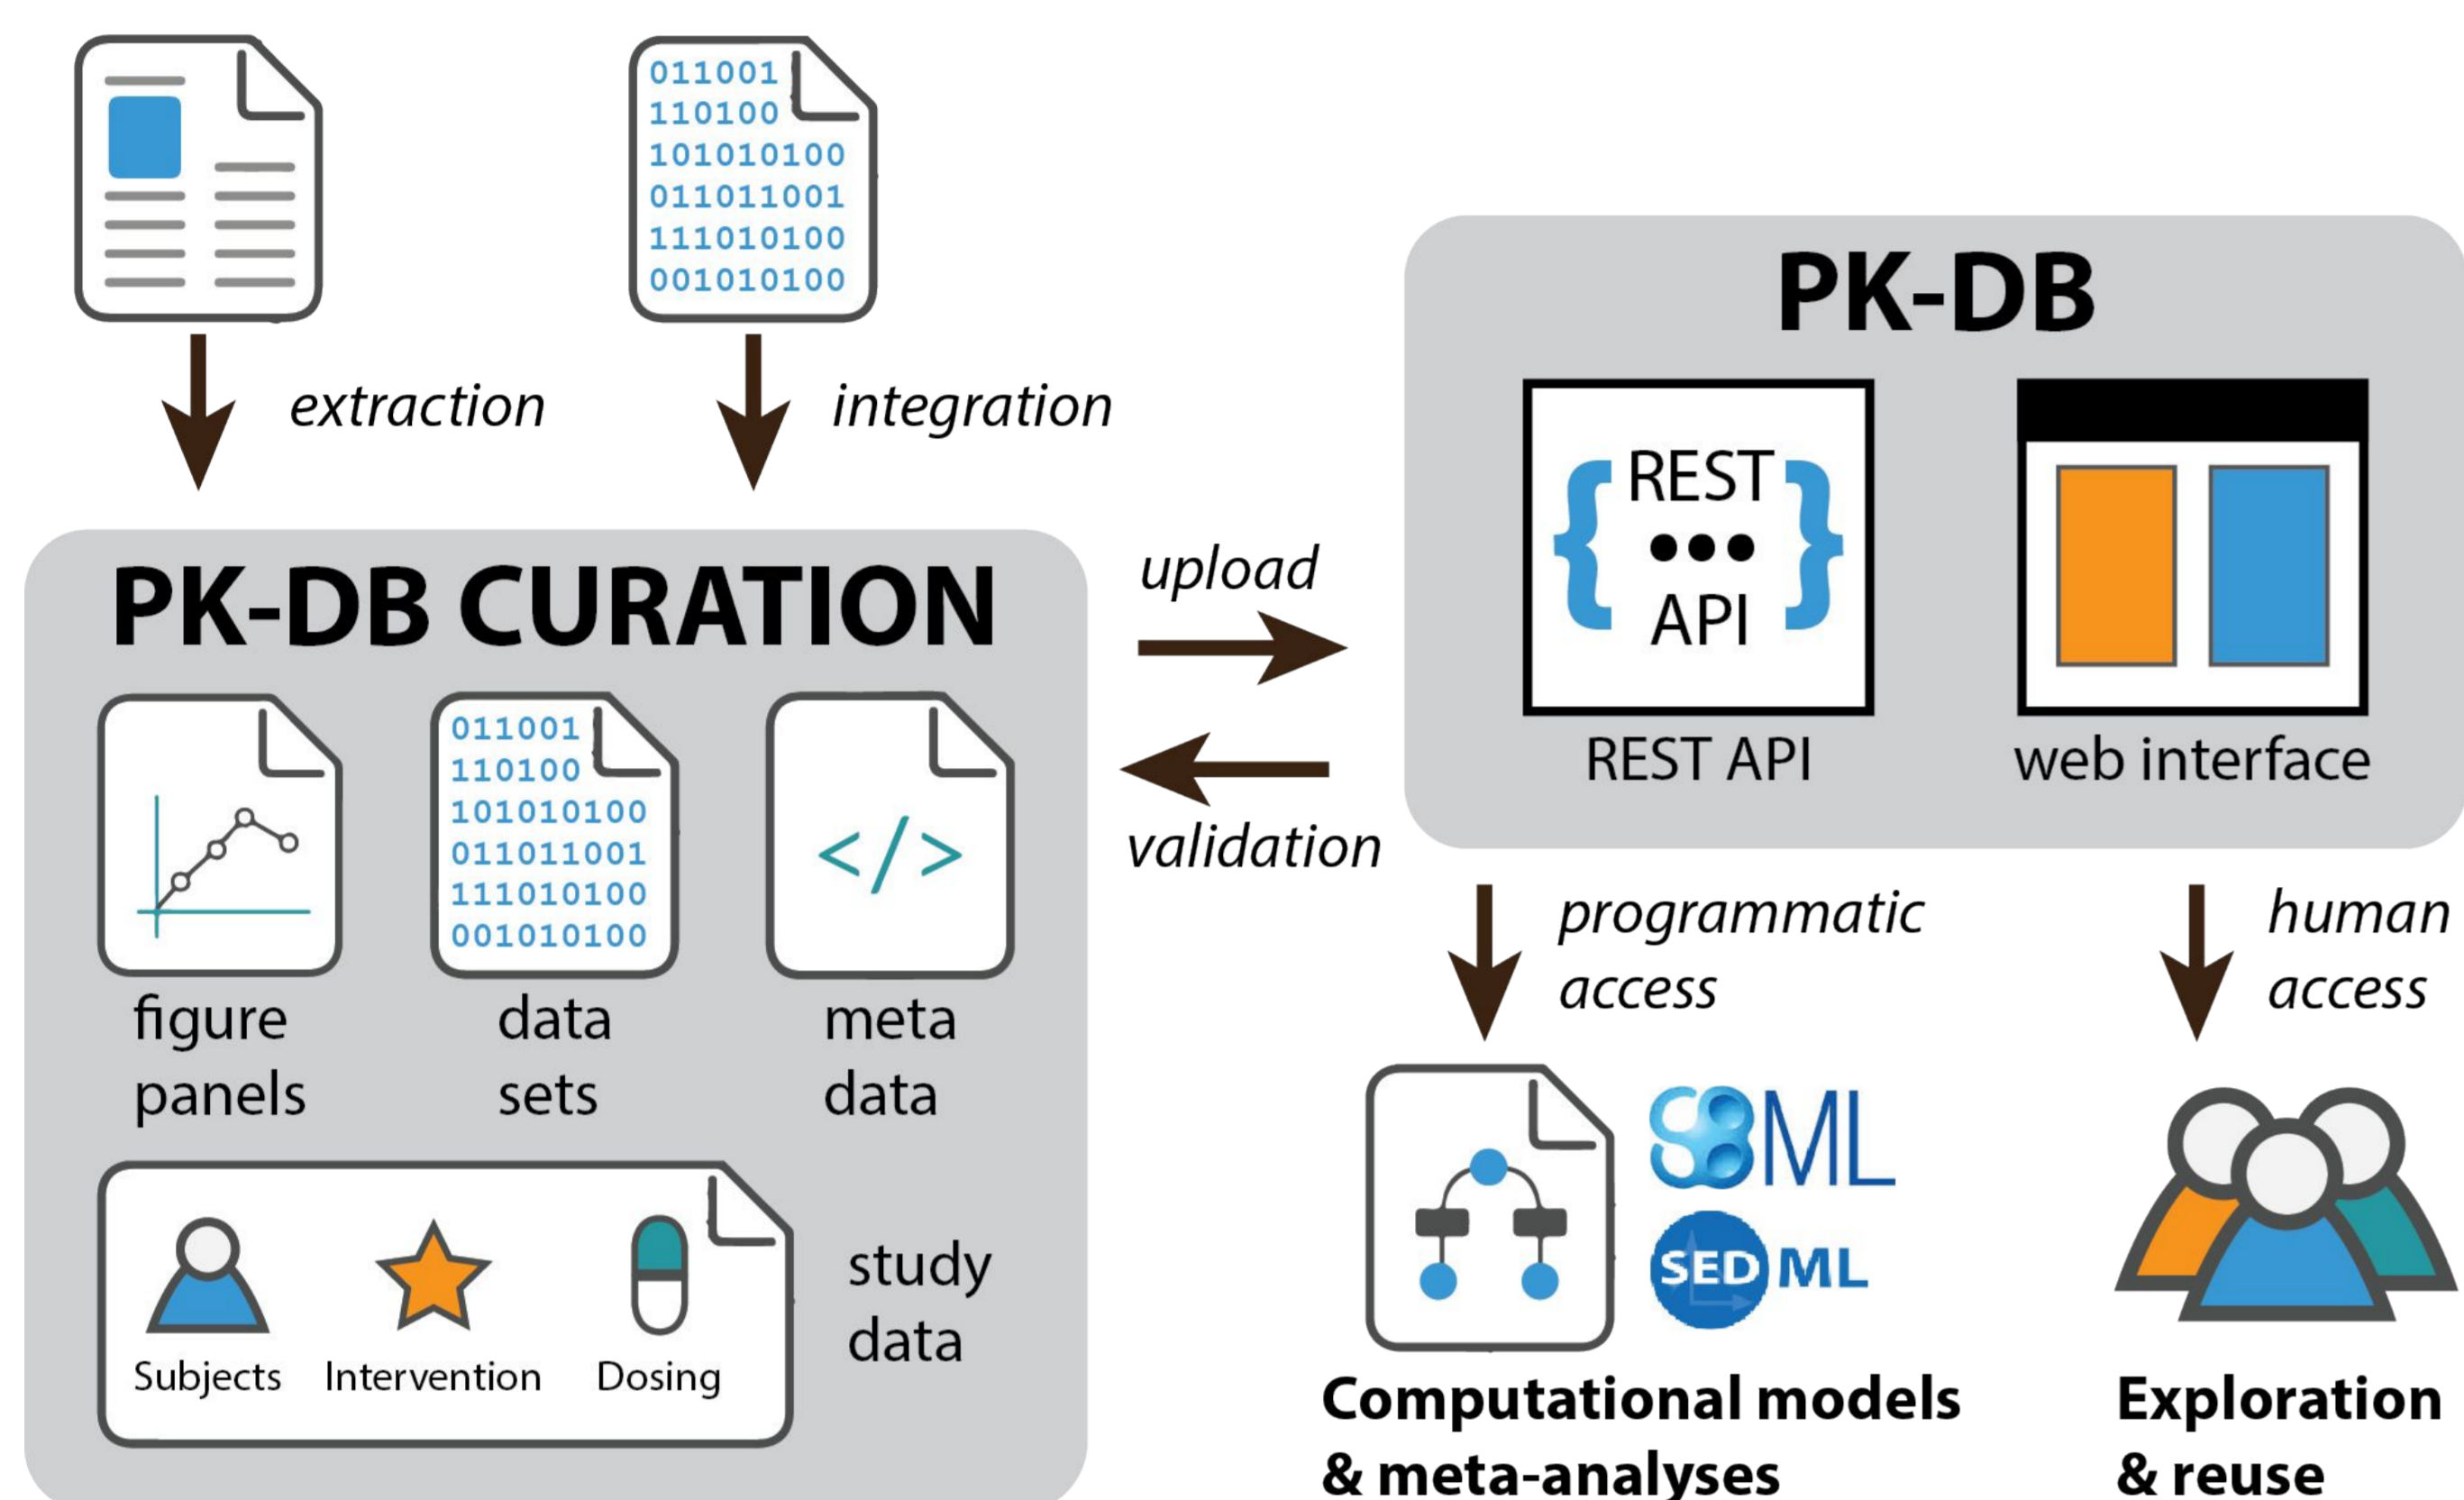 011001
110100
101010100
011011001
111010100
001010100
extraction
integration
PK-DB CURATION
011001
110100
101010100
011011001
111010100
001010100
</>
figure
panels
data
sets
meta
data
Subjects
Intervention
Dosing
study
data
upload
validation
PK-DB
{ REST
•••
API }
REST API
web interface
programmatic
access
human
access
SBML
SED ML
Computational models
& meta-analyses
Exploration
& reuse